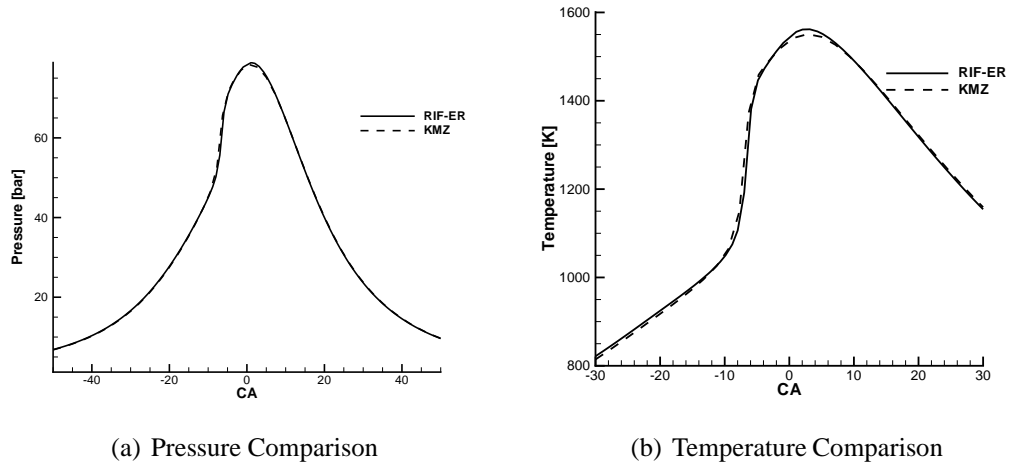 Pressure [bar]
60
40
20
-40
-20
0
20
40
CA
RIF-ER
KMZ
(a) Pressure Comparison
Temperature [K]
1600
1400
1200
1000
800
-30
-20
-10
0
10
20
30
CA
RIF-ER
KMZ
(b) Temperature Comparison